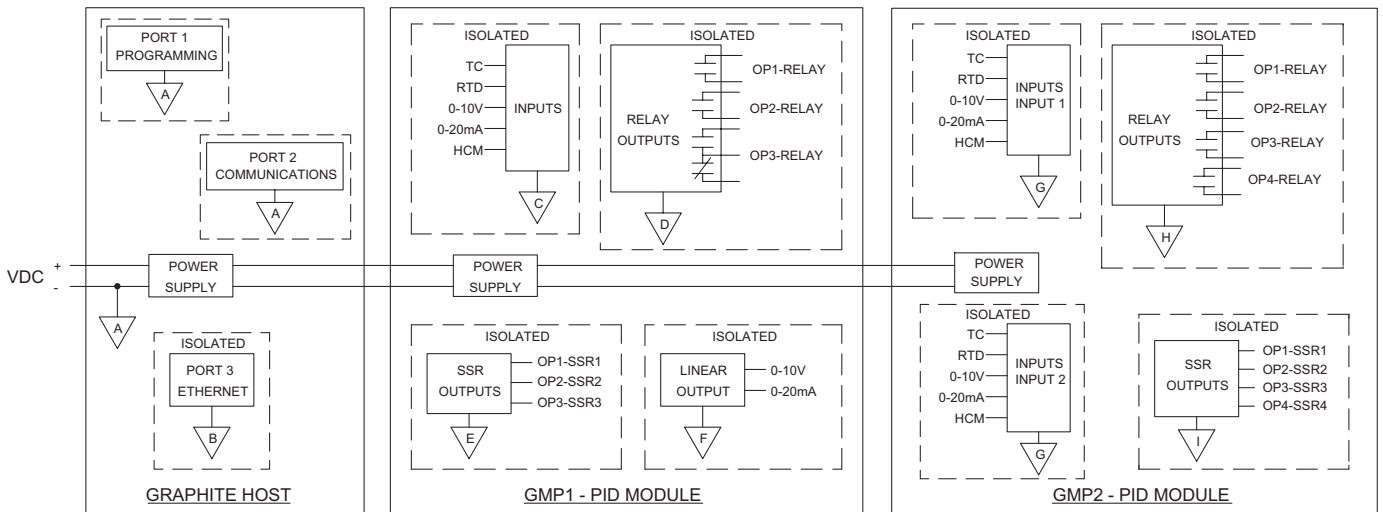 PORT 1
PROGRAMMING
A
PORT 2
COMMUNICATIONS
A
VDC
+
-
POWER
SUPPLY
A
ISOLATED
PORT 3
ETHERNET
B
GRAPHITE HOST
ISOLATED
TC
RTD
0-10V
0-20mA
HCM
INPUTS
C
ISOLATED
RELAY
OUTPUTS
OP1-RELAY
OP2-RELAY
OP3-RELAY
D
POWER
SUPPLY
ISOLATED
SSR
OUTPUTS
OP1-SSR1
OP2-SSR2
OP3-SSR3
E
ISOLATED
LINEAR
OUTPUT
0-10V
0-20mA
F
GMP1 - PID MODULE
ISOLATED
TC
RTD
0-10V
0-20mA
HCM
INPUTS
INPUT 1
G
ISOLATED
RELAY
OUTPUTS
OP1-RELAY
OP2-RELAY
OP3-RELAY
OP4-RELAY
H
POWER
SUPPLY
ISOLATED
TC
RTD
0-10V
0-20mA
HCM
INPUTS
INPUT 2
G
ISOLATED
SSR
OUTPUTS
OP1-SSR1
OP2-SSR2
OP3-SSR3
OP4-SSR4
I
GMP2 - PID MODULE